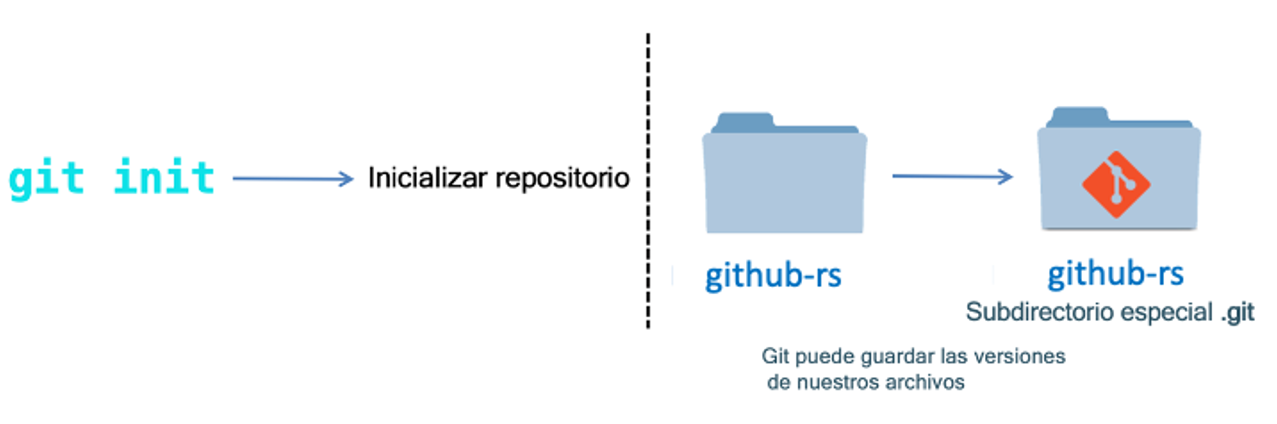 git init
Inicializar repositorio
github-rs
github-rs
Subdirectorio especial .git
Git puede guardar las versiones
de nuestros archivos